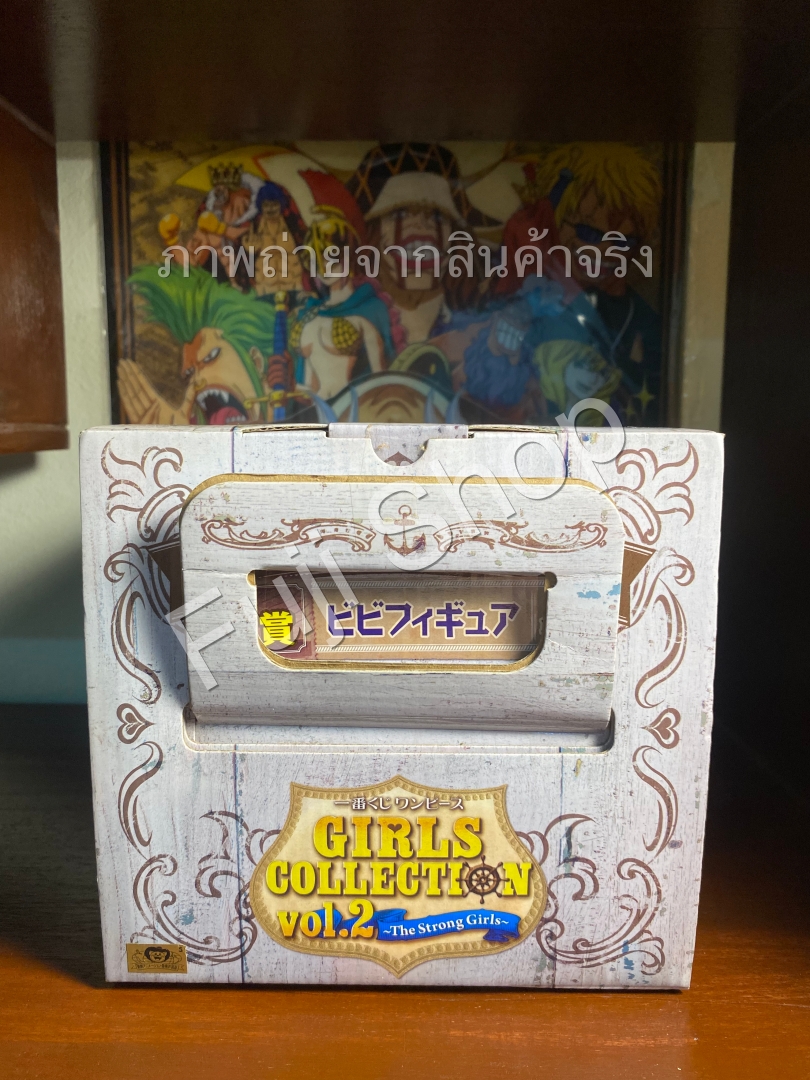 ภาพถ่ายจากสินค้าจริง
Fuji Shop
賞 ビビフィギュア
一番くじ ワンピース
GIRLS
COLLECTION
vol.2
~The Strong Girls~